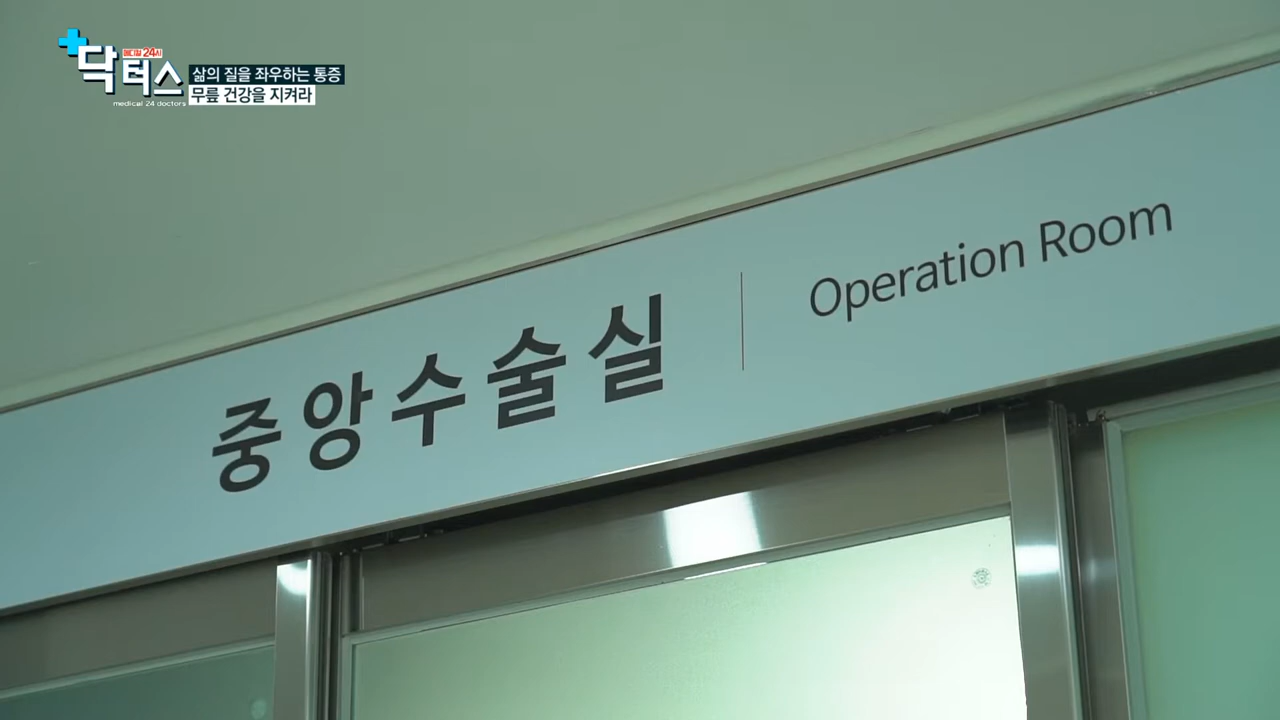 메디컬 24시
닥터스
medical 24 doctors
삶의 질을 좌우하는 통증
무릎 건강을 지켜라
중앙수술실
Operation Room